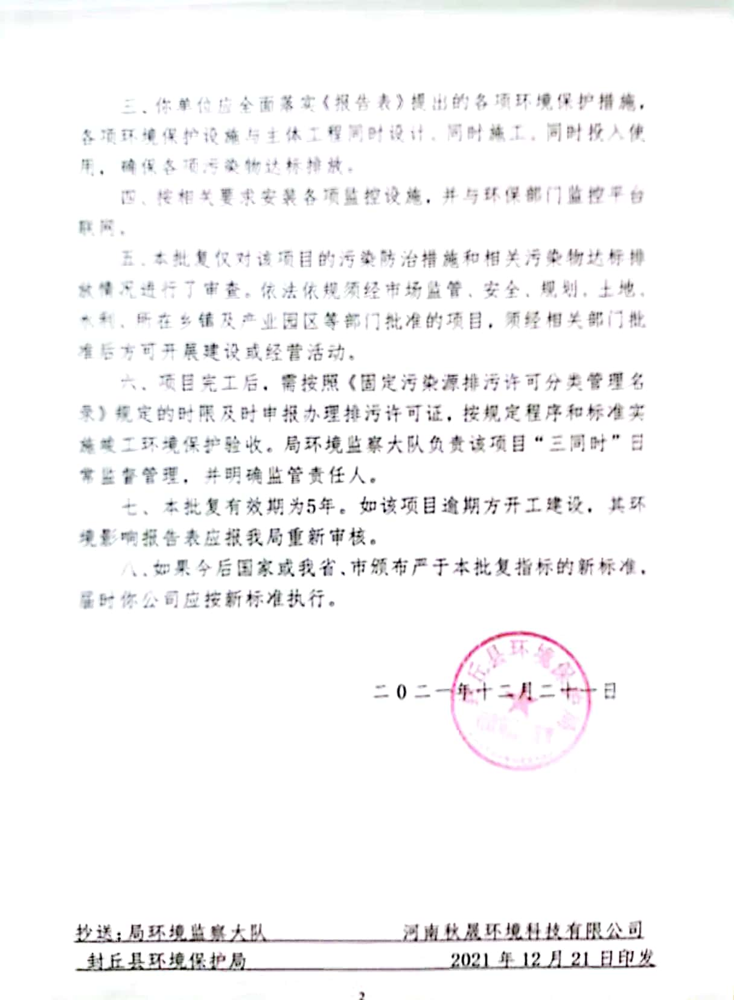 三、你单位应全面落实《报告表》提出的各项环境保护措施，
各项环境保护设施与主体工程同时设计、同时施工、同时投入使
用，确保各项污染物达标排放。
四、按相关要求安装各项监控设施，并与环保部门监控平台
联网。
五、本批复仅对该项目的污染防治措施和相关污染物达标排
放情况进行了审查。依法依规须经市场监管、安全、规划、土地、
水利、所在乡镇及产业园区等部门批准的项目，须经相关部门批
准后方可开展建设或经营活动。
六、项目完工后，需按照《固定污染源排污许可分类管理名
录》规定的时限及时申报办理排污许可证，按规定程序和标准实
施竣工环境保护验收。局环境监察大队负责该项目“三同时”日
常监督管理，并明确监管责任人。
七、本批复有效期为5年。如该项目逾期方开工建设，其环
境影响报告表应报我局重新审核。
八、如果今后国家或我省、市颁布严于本批复指标的新标准，
届时你公司应按新标准执行。
丘县环境保 局
二0二一年十二月二十一日
抄送：局环境监察大队 河南秋晟环境科技有限公司
封丘县环境保护局 2021年12月21日印发
2